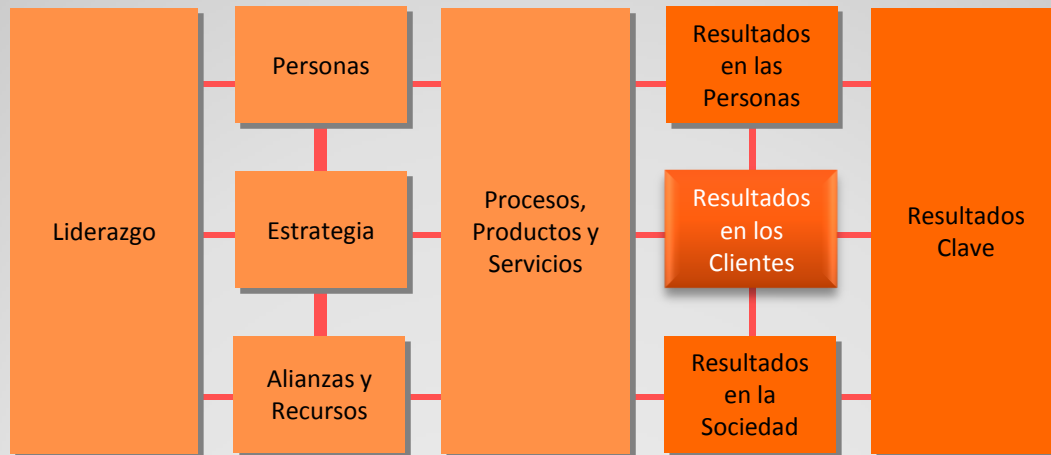 Liderazgo
Personas
Estrategia
Alianzas y
Recursos
Procesos,
Productos y
Servicios
Resultados
en las
Personas
Resultados
en los
Clientes
Resultados
en la
Sociedad
Resultados
Clave